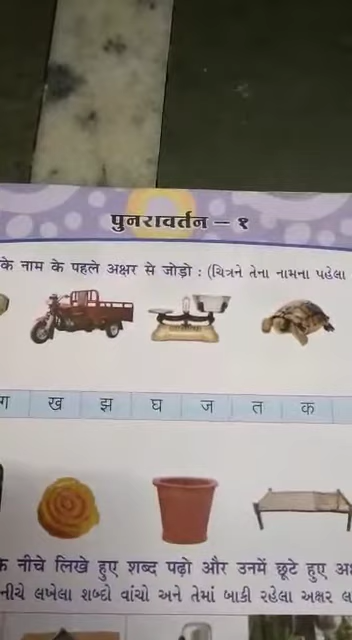 पुनरावर्तन – १
के नाम के पहले अक्षर से जोड़ो : (ચિત્રને તેના નામના પહેલા
ग ख झ घ ज त क
नीचे लिखे हुए शब्द पढ़ो और उनमें छूटे हुए
નીચે લખેલા શબ્દો વાંચો અને તેમાં બાકી રહેલા અક્ષર